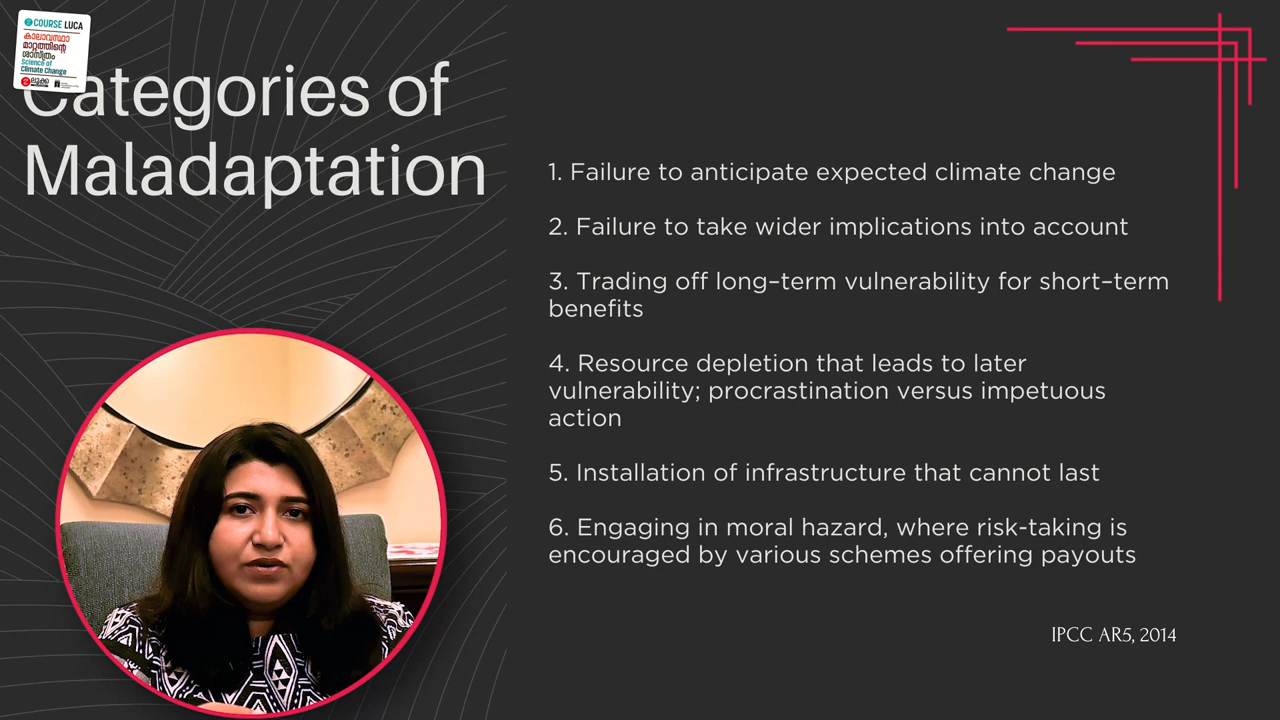 COURSE LUCA
കാലാവസ്ഥാ
മാറ്റത്തിന്റെ
ശാസ്ത്രം
Science of
Climate Change
ലൂക്ക
Categories of
Maladaptation
1. Failure to anticipate expected climate change
2. Failure to take wider implications into account
3. Trading off long–term vulnerability for short–term
benefits
4. Resource depletion that leads to later
vulnerability; procrastination versus impetuous
action
5. Installation of infrastructure that cannot last
6. Engaging in moral hazard, where risk-taking is
encouraged by various schemes offering payouts
IPCC AR5, 2014